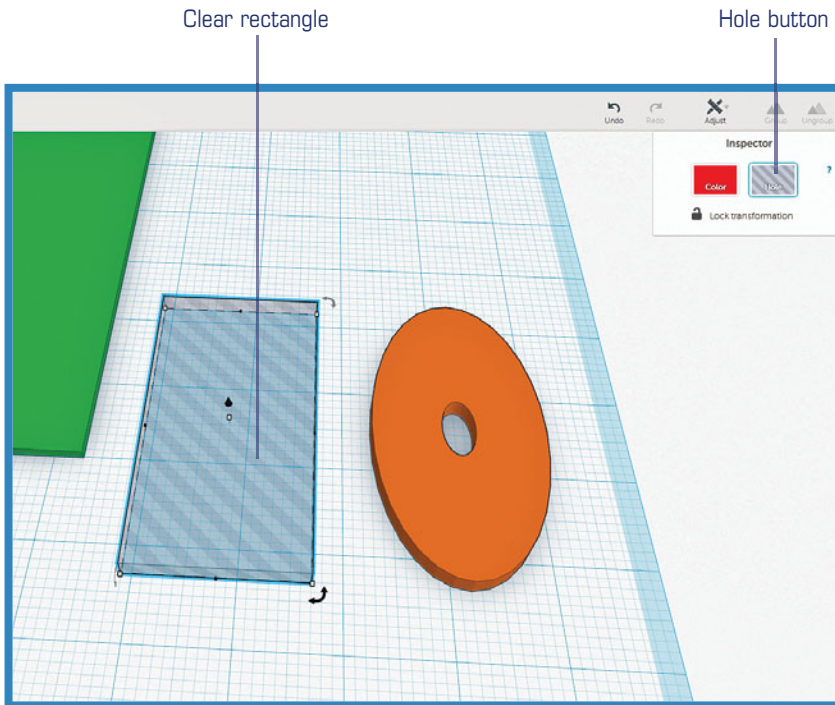 Clear rectangle
Hole button
Undo
Redo
Adjust
Group
Ungroup
Inspector
Color
Hole
?
Lock transformation